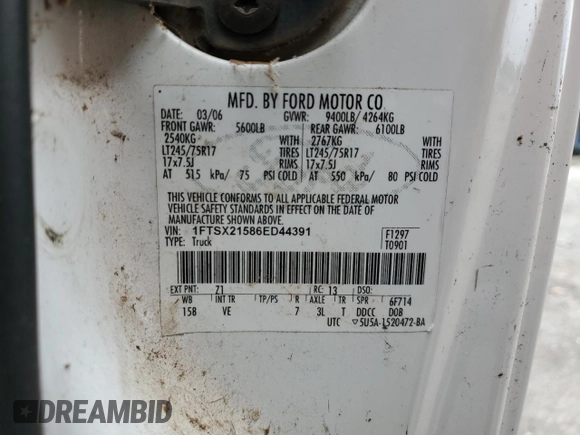 MFD. BY FORD MOTOR CO.
DATE: 03/06 GVWR: 9400LB/ 4264KG
FRONT GAWR: 5600LB REAR GAWR: 6100LB
2540KG WITH 2767KG WITH
LT245/75R17 TIRES LT245/75R17 TIRES
17x7.5J RIMS 17x7.5J RIMS
AT 515 kPa/ 75 PSI COLD AT 550 kPa/ 80 PSI COLD
THIS VEHICLE CONFORMS TO ALL APPLICABLE FEDERAL MOTOR
VEHICLE SAFETY STANDARDS IN EFFECT ON THE DATE OF
MANUFACTURE SHOWN ABOVE.
VIN: 1FTSX21586ED44391 F1297
TYPE: Truck T0901
EXT PNT: Z1 RC: 13 DSO:
WB INT TR TP/PS R AXLE TR SPR 6F714
158 VE 7 3L T DDCC DOB
UTC ▽5U5A-1520472-BA
DREAMBID